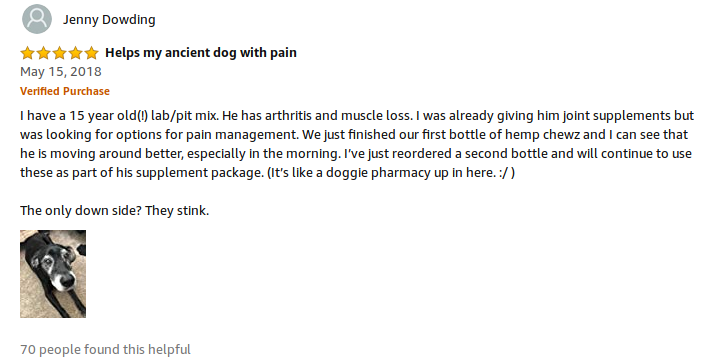 Jenny Dowding
Helps my ancient dog with pain
May 15, 2018
Verified Purchase
I have a 15 year old(!) lab/pit mix. He has arthritis and muscle loss. I was already giving him joint supplements but
was looking for options for pain management. We just finished our first bottle of hemp chewz and I can see that
he is moving around better, especially in the morning. I’ve just reordered a second bottle and will continue to use
these as part of his supplement package. (It’s like a doggie pharmacy up in here. :/ )
The only down side? They stink.
70 people found this helpful